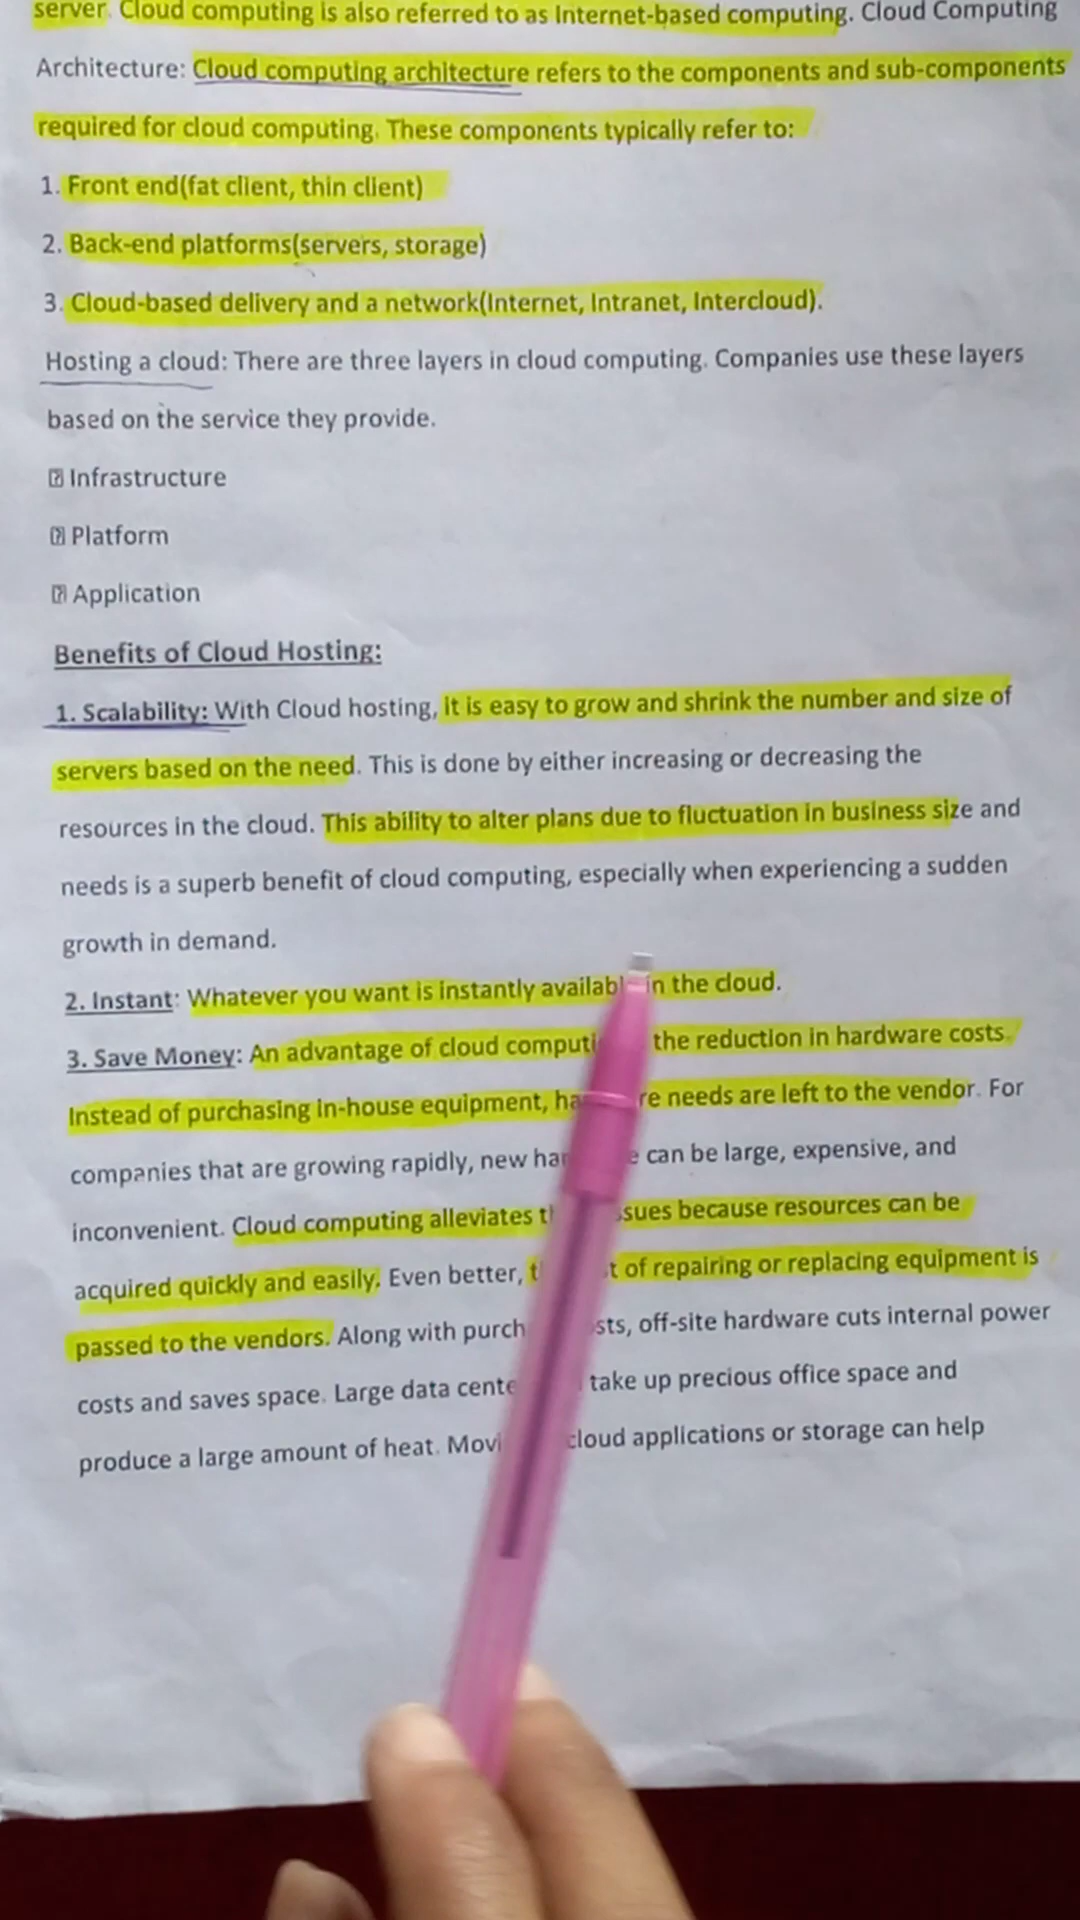 server. Cloud computing is also referred to as Internet-based computing. Cloud Computing
Architecture: Cloud computing architecture refers to the components and sub-components
required for cloud computing. These components typically refer to:
1. Front end(fat client, thin client)
2. Back-end platforms(servers, storage)
3. Cloud-based delivery and a network(Internet, Intranet, Intercloud).
Hosting a cloud: There are three layers in cloud computing. Companies use these layers
based on the service they provide.
Infrastructure
Platform
Application
Benefits of Cloud Hosting:
1. Scalability: With Cloud hosting, it is easy to grow and shrink the number and size of
servers based on the need. This is done by either increasing or decreasing the
resources in the cloud. This ability to alter plans due to fluctuation in business size and
needs is a superb benefit of cloud computing, especially when experiencing a sudden
growth in demand.
2. Instant: Whatever you want is instantly available in the cloud.
3. Save Money: An advantage of cloud the reduction in hardware costs.
Instead of purchasing in-house equipment, needs are left to the vendor. For
companies that are growing rapidly, new can be large, expensive, and
inconvenient. Cloud computing alleviates because resources can be
acquired quickly and easily. Even better, of repairing or replacing equipment is
passed to the vendors. Along with off-site hardware cuts internal power
costs and saves space. Large data take up precious office space and
produce a large amount of heat. cloud applications or storage can help